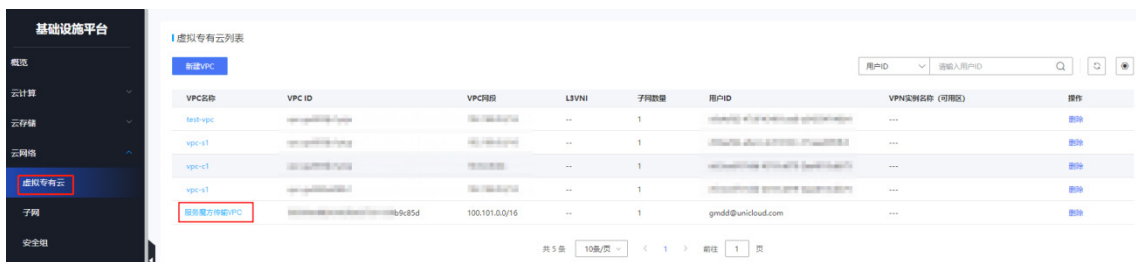 基础设施平台
概览
云计算
云存储
云网络
虚拟专有云
子网
安全组
虚拟专有云列表
新建VPC
用户ID 请输入用户ID
VPC名称 VPC ID VPC网段 L3VNI 子网数量 用户ID VPN实例名称 (可用区) 操作
test-vpc -- 1 --- 删除
vpc-s1 -- 1 --- 删除
vpc-c1 -- 1 --- 删除
vpc-s1 -- 1 --- 删除
服务魔方传输VPC b9c85d 100.101.0.0/16 -- 1 gmdd@unicloud.com --- 删除
共 5 条 10条/页 < 1 > 前往 1 页